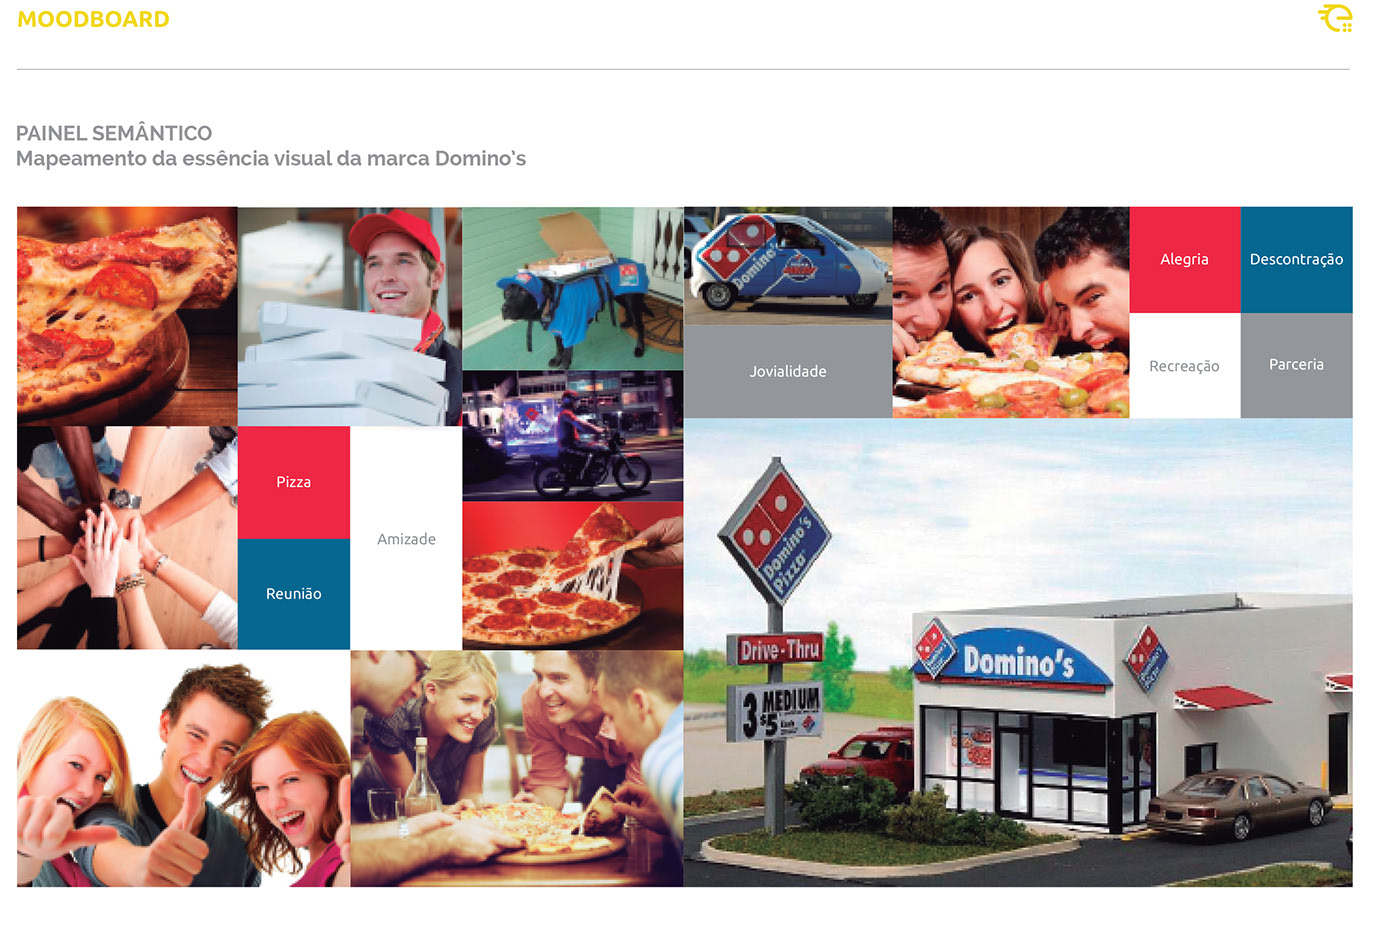 MOODBOARD
PAINEL SEMÂNTICO
Mapeamento da essência visual da marca Domino's
Domino's
Jovialidade
Alegria
Descontração
Recreação
Parceria
Pizza
Reunião
Amizade
Domino's
Pizza
Drive-Thru
3 MEDIUM
$5
Domino's